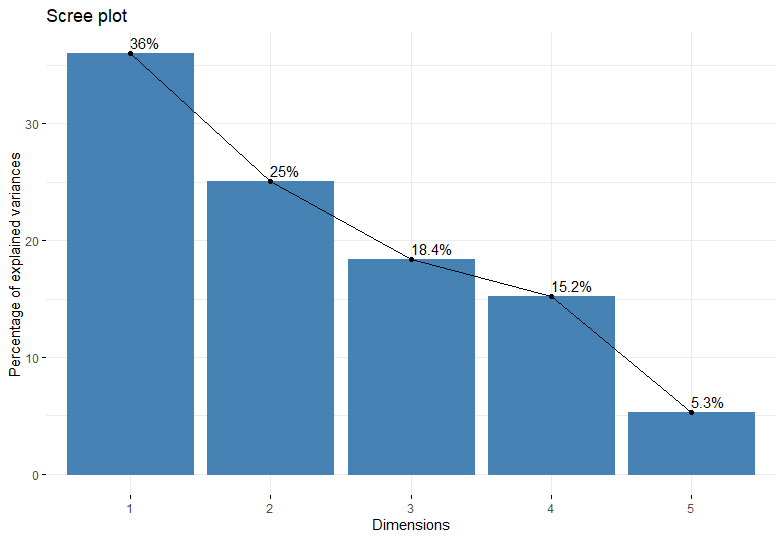 Scree plot
36%
25%
18.4%
15.2%
5.3%
30
20
10
0
Percentage of explained variances
1 2 3 4 5
Dimensions